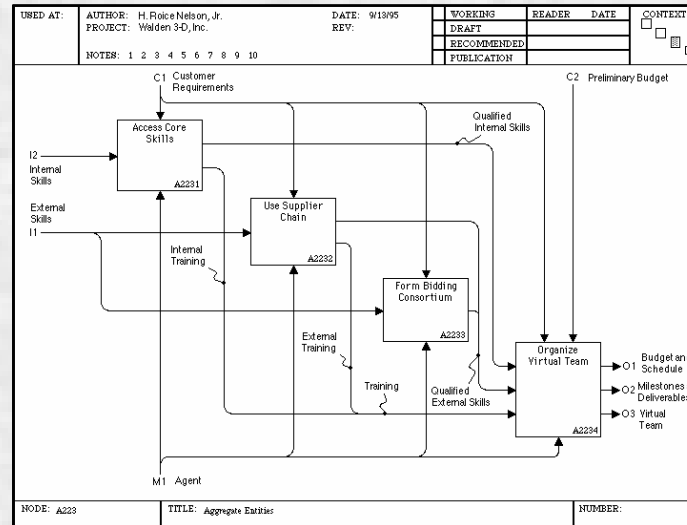 USED AT:
AUTHOR: H. Roice Nelson, Jr.
DATE: 9/13/95
WORKING
READER DATE
CONTEXT
PROJECT: Walden 3-D, Inc.
REV:
DRAFT
RECOMMENDED
NOTES: 1 2 3 4 5 6 7 8 9 10
PUBLICATION
C1 Customer
Requirements
C2 Preliminary Budget
Qualified
Internal Skills
Access Core
Skills
A2231
I2
Internal
Skills
External
Skills
I1
Use Supplier
Chain
A2232
Internal
Training
Form Bidding
Consortium
A2233
External
Training
Organize
Virtual Team
A2234
Training
Qualified
External Skills
O1 Budget an
Schedule
O2 Milestones
Deliverables
O3 Virtual
Team
M1 Agent
NODE: A223
TITLE: Aggregate Entities
NUMBER: